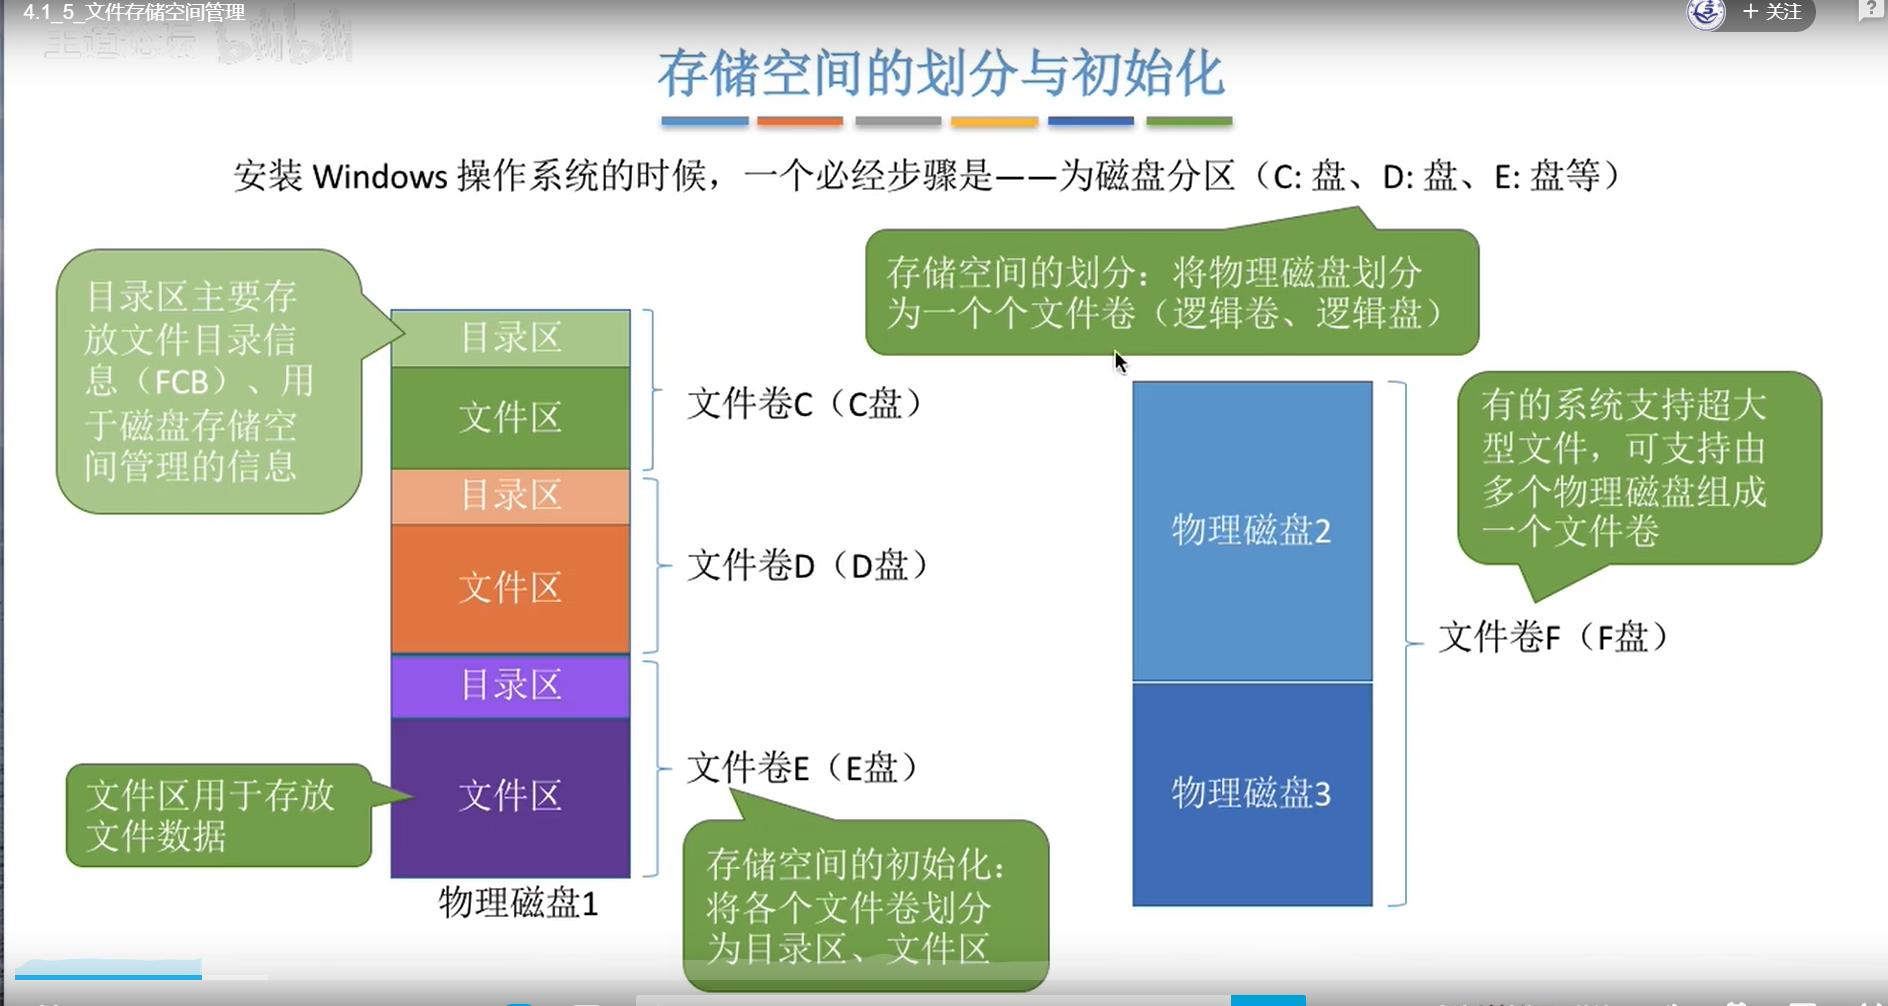 4.1_5_文件存储空间管理
+ 关注
?
存储空间的划分与初始化
安装 Windows 操作系统的时候，一个必经步骤是——为磁盘分区（C: 盘、D: 盘、E: 盘等）
存储空间的划分：将物理磁盘划分
为一个个文件卷（逻辑卷、逻辑盘）
目录区主要存
放文件目录信
息（FCB）、用
于磁盘存储空
间管理的信息
目录区
文件区
文件卷C（C盘）
目录区
文件区
文件卷D（D盘）
目录区
文件区
文件卷E（E盘）
文件区用于存放
文件数据
物理磁盘1
存储空间的初始化：
将各个文件卷划分
为目录区、文件区
物理磁盘2
物理磁盘3
有的系统支持超大
型文件，可支持由
多个物理磁盘组成
一个文件卷
文件卷F（F盘）